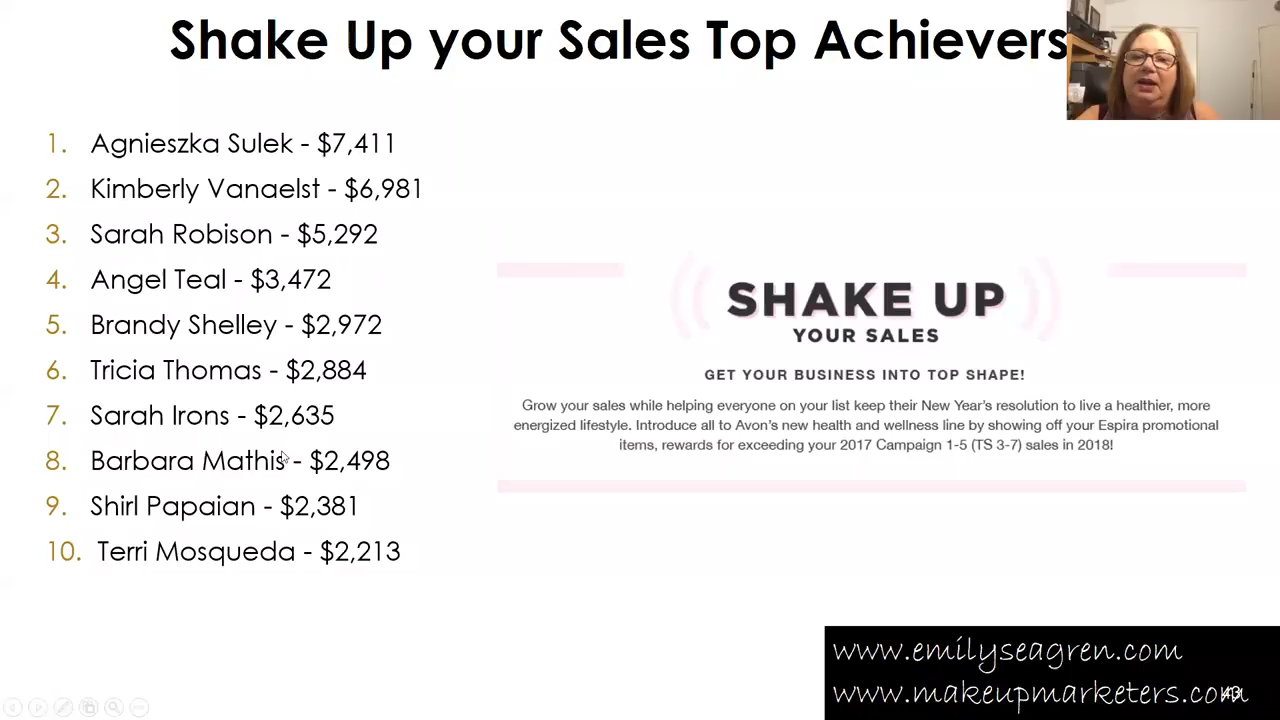 Shake Up your Sales Top Achievers
1. Agnieszka Sulek - $7,411
2. Kimberly Vanaelst - $6,981
3. Sarah Robison - $5,292
4. Angel Teal - $3,472
5. Brandy Shelley - $2,972
6. Tricia Thomas - $2,884
7. Sarah Irons - $2,635
8. Barbara Mathis - $2,498
9. Shirl Papaian - $2,381
10. Terri Mosqueda - $2,213
SHAKE UP
YOUR SALES
GET YOUR BUSINESS INTO TOP SHAPE!
Grow your sales while helping everyone on your list keep their New Year's resolution to live a healthier, more
energized lifestyle. Introduce all to Avon's new health and wellness line by showing off your Espira promotional
items, rewards for exceeding your 2017 Campaign 1-5 (TS 3-7) sales in 2018!
www.emilyseagren.com
www.makeupmarketers.com
43